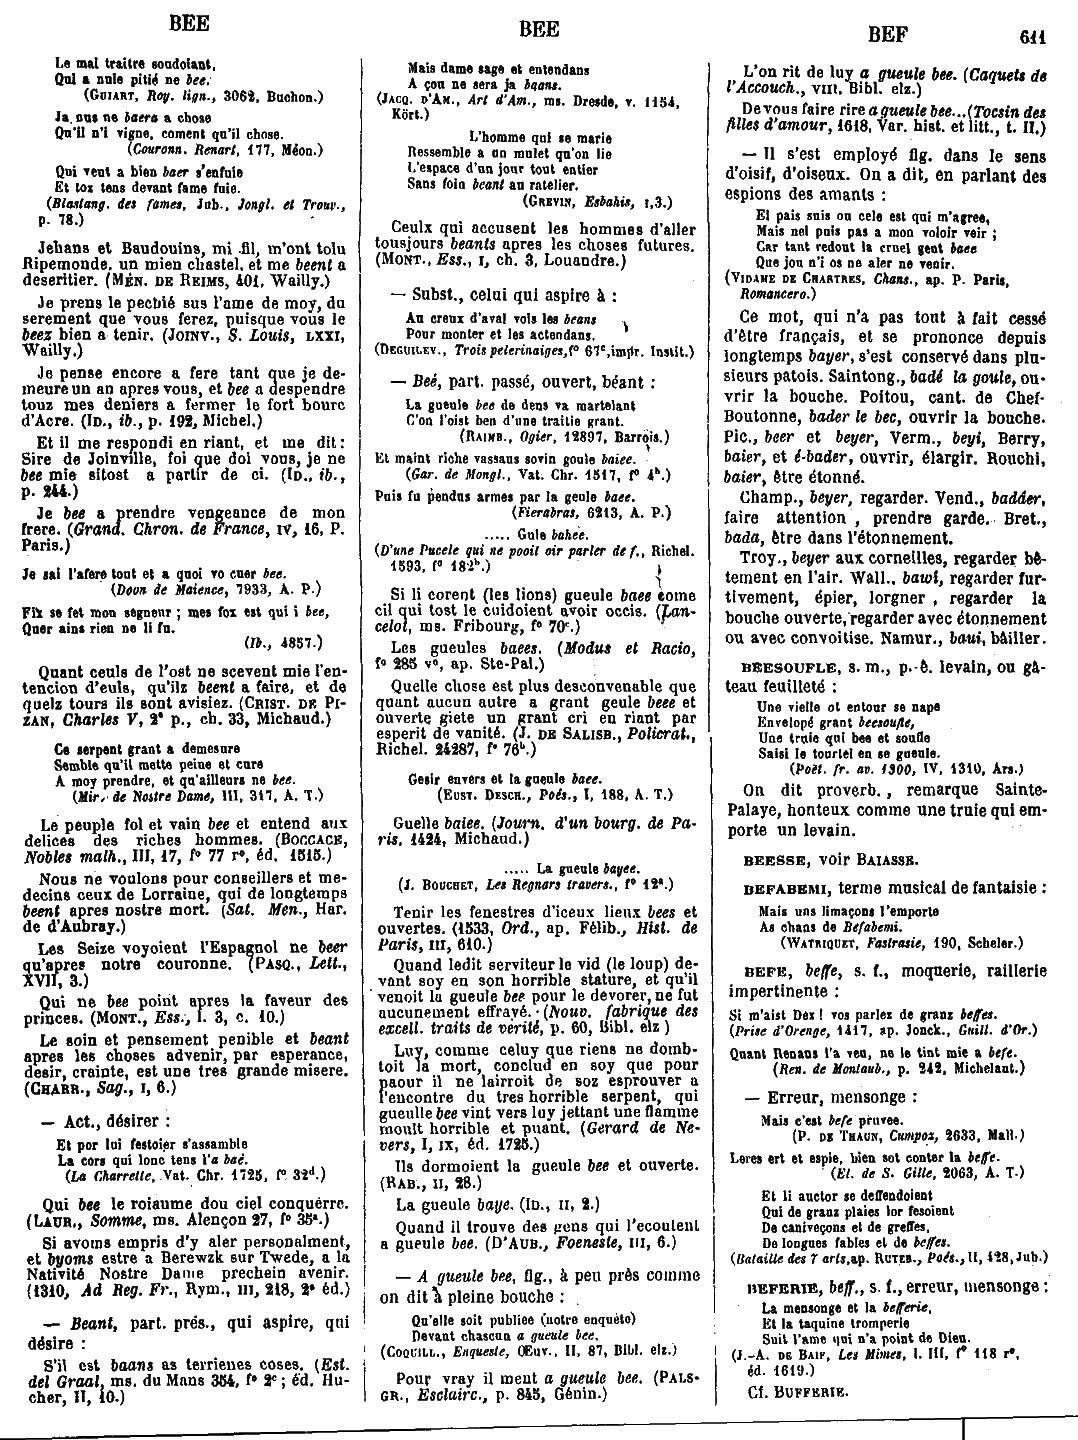 BEE
BEE
BEF
611
Le mal traitre soudoiant,
Qui a nule pitié ne bee.
(GUIART, Roy. lign., 3062, Buchon.)
Ja nus ne baera a chose
Qu'il n'i vigne, coment qu'il chose.
(Couronn. Renart, 177, Méon.)
Qui veut a bien baer s'enfuie
Et toz tens devant fame fuie.
(Blastang. des fames, Jub., Jongl. et Trouv.,
p. 78.)
Jehans et Baudouins, mi fil, m'ont tolu
Ripemonde, un mien chastel, et me beent a
deseritier. (MÉN. DE REIMS, 401, Wailly.)
Je prens le pechié sus l'ame de moy, du
serement que vous ferez, puisque vous le
beez bien a tenir. (JOINV., S. Louis, LXXI,
Wailly.)
Je pense encore a fere tant que je de-
meure un an apres vous, et bee a despendre
touz mes deniers a fermer le fort bourc
d'Acre. (ID., ib., p. 192, Michel.)
Et il me respondi en riant, et me dit:
Sire de Joinville, foi que doi vous, je ne
bee mie sitost a partir de ci. (ID., ib.,
p. 244.)
Je bee a prendre vengeance de mon
frere. (Grand. Chron. de France, IV, 16, P.
Paris.)
Je sai l'afere tout et a quoi vo cuer bee.
(Doon de Maience, 7933, A. P.)
Fix se fet mon segneur ; mes fox est qui i bee,
Quer ains rien ne li fu.
(Ib., 4857.)
Quant ceuls de l'ost ne scevent mie l'en-
tencion d'euls, qu'ilz beent a faire, et de
quelz tours ils sont avisiez. (CRIST. DE PI-
ZAN, Charles V, 2e p., ch. 33, Michaud.)
Ce serpent grant a demesure
Semble qu'il mette peine et cure
A moy prendre, et qu'ailleurs ne bee.
(Mir. de Nostre Dame, III, 317, A. T.)
Le peuple fol et vain bee et entend aux
delices des riches hommes. (BOCCACE,
Nobles malh., III, 17, fo 77 ro, éd. 1515.)
Nous ne voulons pour conseillers et me-
decins ceux de Lorraine, qui de longtemps
beent apres nostre mort. (Sat. Men., Har.
de d'Aubray.)
Les Seize voyoient l'Espagnol ne beer
qu'apres notre couronne. (PASQ., Lett.,
XVII, 3.)
Qui ne bee point apres la faveur des
princes. (MONT., Ess., l. 3, c. 10.)
Le soin et pensement penible et beant
apres les choses advenir, par esperance,
desir, crainte, est une tres grande misere.
(CHARR., Sag., I, 6.)
— Act., désirer :
Et por lui festoier s'assamble
La cors qui lonc tens l'a baé.
(La Charrette, Vat. Chr. 1725, fo 32d.)
Qui bee le roiaume dou ciel conquerre.
(LAUR., Somme, ms. Alençon 27, fo 35a.)
Si avoms empris d'y aler personalment,
et byoms estre a Berewzk sur Twede, a la
Nativité Nostre Dame prechein avenir.
(1310, Ad Reg. Fr., Rym., III, 218, 2e éd.)
— Beant, part. prés., qui aspire, qui
désire :
S'il est baans as terrienes coses. (Est.
del Graal, ms. du Mans 354, fo 2c ; éd. Hu-
cher, II, 10.)
Mais dame sage et entendans
A çou ne sera ja baans.
(JACQ. D'AM., Art d'Am., ms. Dresde, v. 1154,
Kört.)
L'homme qui se marie
Ressemble a un mulet qu'on lie
L'espace d'un jour tout entier
Sans foin beant au ratelier.
(GREVIN, Esbahis, I,3.)
Ceulx qui accusent les hommes d'aller
tousjours beants apres les choses futures.
(MONT., Ess., I, ch. 3, Louandre.)
— Subst., celui qui aspire à :
Au creux d'aval vois les beans
Pour monter et les actendans.
(DEGUILEV., Trois pelerinaiges, fo 67c, impr. Instit.)
— Beé, part. passé, ouvert, béant :
La gueule bee de dens va martelant
C'on l'oist ben d'une traitie grant.
(RAIMB., Ogier, 12897, Barrois.)
Et maint riche vassaus sovin goule baiee.
(Gar. de Mongl., Vat. Chr. 1517, fo 4b.)
Puis fu pendus armes par la geule baee.
(Fierabras, 6213, A. P.)
..... Gule bahee.
(D'une Pucele qui ne pooit oir parler de f., Richel.
1593, fo 182b.)
Si li corent (les lions) gueule baee come
cil qui tost le cuidoient avoir occis. (Lan-
celot, ms. Fribourg, fo 70c.)
Les gueules baees. (Modus et Racio,
fo 285 vo, ap. Ste-Pal.)
Quelle chose est plus desconvenable que
quant aucun autre a grant geule beee et
ouverte giete un grant cri en riant par
esperit de vanité. (J. DE SALISB., Policrat.,
Richel. 24287, fo 76b.)
Gesir envers et la gueule baee.
(EUST. DESCH., Poés., I, 188, A. T.)
Guelle baiee. (Journ. d'un bourg. de Pa-
ris, 1424, Michaud.)
..... La gueule bayee.
(J. BOUCHET, Les Regnars travers., fo 12a.)
Tenir les fenestres d'iceux lieux bees et
ouvertes. (1533, Ord., ap. Félib., Hist. de
Paris, III, 610.)
Quand ledit serviteur le vid (le loup) de-
vant soy en son horrible stature, et qu'il
venoit la gueule bee pour le devorer, ne fut
aucunement effrayé. (Nouv. fabrique des
excell. traits de verité, p. 60, Bibl. elz )
Luy, comme celuy que riens ne domb-
toit la mort, conclud en soy que pour
paour il ne lairroit de soz esprouver a
l'encontre du tres horrible serpent, qui
gueulle bee vint vers luy jettant une flamme
moult horrible et puant. (Gerard de Ne-
vers, I, IX, éd. 1725.)
Ils dormoient la gueule bee et ouverte.
(RAB., II, 28.)
La gueule baye. (ID., II, 2.)
Quand il trouve des gens qui l'ecoutent
a gueule bee. (D'AUB., Foeneste, III, 6.)
— A gueule bee, fig., à peu près comme
on dit à pleine bouche :
Qu'elle soit publiee (notre enquéto)
Devant chascun a gueule bee.
(COQUILL., Enqueste, Œuv., II, 87, Bibl. elz.)
Pour vray il ment a gueule bee. (PALS-
GR., Esclairc., p. 845, Génin.)
L'on rit de luy a gueule bee. (Caquets de
l'Accouch., VIII, Bibl. elz.)
De vous faire rire a gueule bee...(Tocsin des
filles d'amour, 1618, Var. hist. et litt., t. II.)
— Il s'est employé fig. dans le sens
d'oisif, d'oiseux. On a dit, en parlant des
espions des amants :
El pais suis ou cele est qui m'agree,
Mais nel puis pas a mon voloir veir ;
Car tant redout la cruel gent baee
Que jou n'i os ne aler ne venir.
(VIDAME DE CHARTRES, Chans., ap. P. Paris,
Romancero.)
Ce mot, qui n'a pas tout à fait cessé
d'être français, et se prononce depuis
longtemps bayer, s'est conservé dans plu-
sieurs patois. Saintong., badé la goule, ou-
vrir la bouche. Poitou, cant. de Chef-
Boutonne, bader le bec, ouvrir la bouche.
Pic., beer et beyer, Verm., beyi, Berry,
baier, et é-bader, ouvrir, élargir. Rouchi,
baier, être étonné.
Champ., beyer, regarder. Vend., badder,
faire attention , prendre garde. Bret.,
bada, être dans l'étonnement.
Troy., beyer aux corneilles, regarder bê-
tement en l'air. Wall., bawi, regarder fur-
tivement, épier, lorgner , regarder la
bouche ouverte, regarder avec étonnement
ou avec convoitise. Namur., baui, bâiller.
BEESOUFLE, s. m., p.-ê. levain, ou gâ-
teau feuilleté :
Une vielle ot entour se nape
Envelopé grant beesoufle,
Une truie qui bee et soufle
Saisi le tourtel en se gueule.
(Poët. fr. av. 1300, IV, 1310, Ars.)
On dit proverb. , remarque Sainte-
Palaye, honteux comme une truie qui em-
porte un levain.
BEESSE, voir BAIASSE.
BEFABEMI, terme musical de fantaisie :
Mais uns limaçons l'emporte
As chans de Befabemi.
(WATRIQUET, Fastrasie, 190, Scheler.)
BEFE, beffe, s. f., moquerie, raillerie
impertinente :
Si m'aist Dex ! vos parlez de granz beffes.
(Prise d'Orenge, 1417, ap. Jonck., Guill. d'Or.)
Quant Renaus l'a veu, ne le tint mie a befe.
(Ren. de Montaub., p. 242, Michelant.)
— Erreur, mensonge :
Mais c'est befe pruvee.
(P. DE THAUN, Cumpoz, 2633, Mall.)
Lores ert et espie, bien sot conter la beffe.
(El. de S. Gille, 2063, A. T.)
Et li auctor se deffendoient
Qui de granz plaies lor fesoient
De caniveçons et de greffes,
De longues fables et de beffes.
(Bataille des 7 arts, ap. RUTEB., Poés., II, 428, Jub.)
BEFERIE, beff., s. f., erreur, mensonge :
La mensonge et la befferie,
Et la taquine tromperie
Suit l'ame qui n'a point de Dieu.
(J.-A. DE BAIF, Les Mimes, l. III, fo 118 ro,
éd. 1619.)
Cf. BUFFERIE.